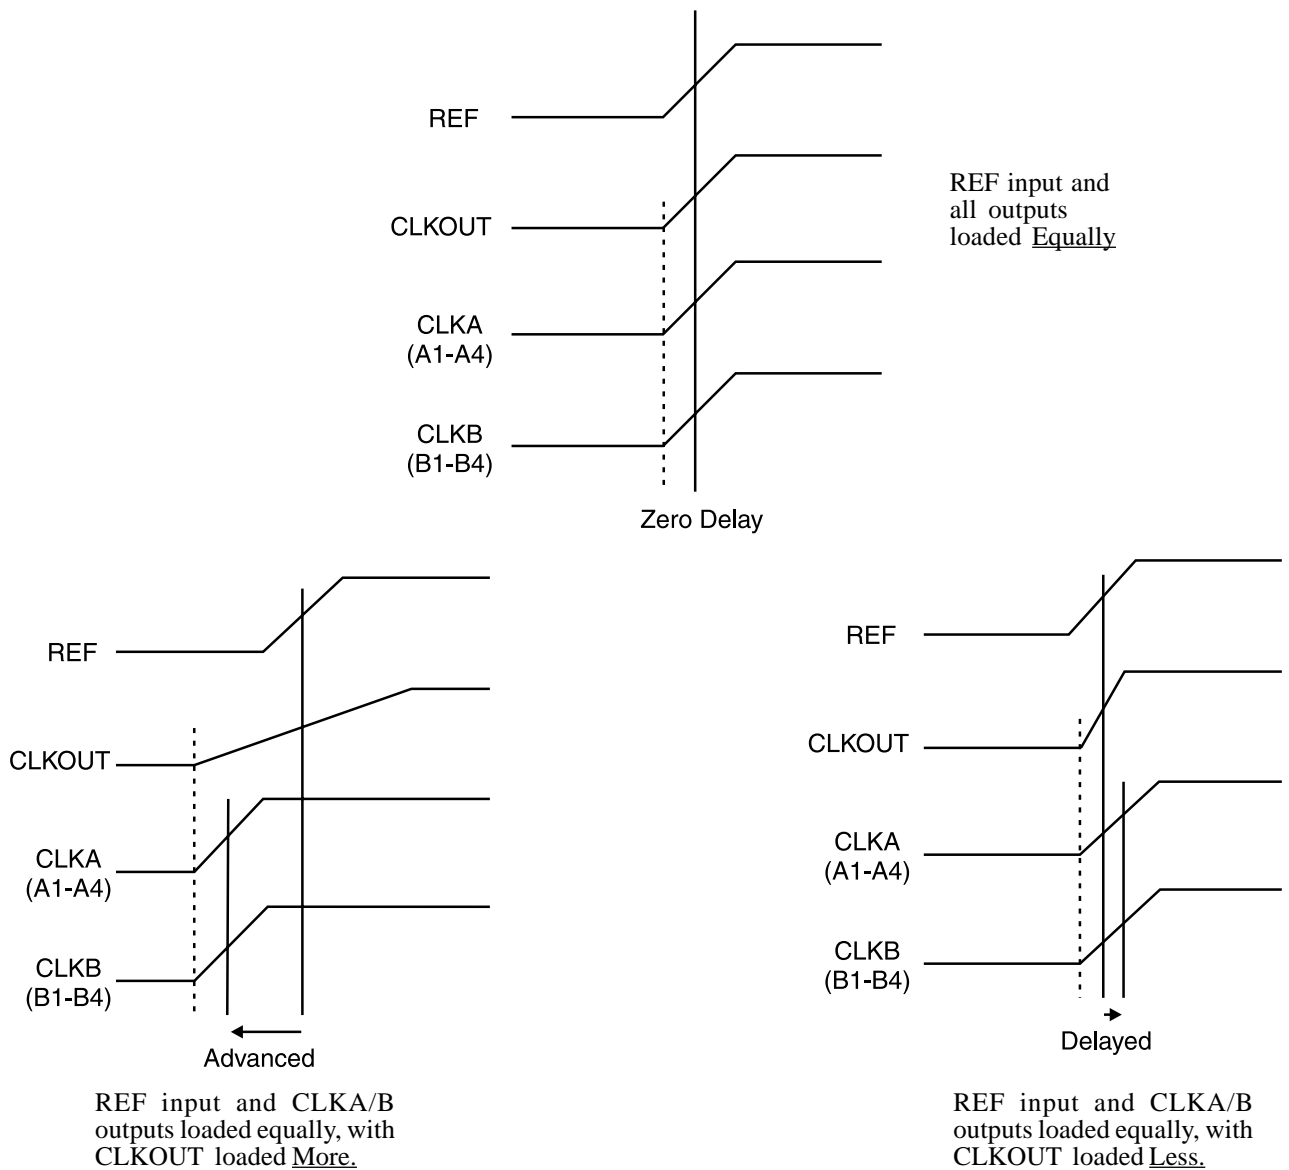 REF
CLKOUT
REF input and
all outputs
loaded Equally
CLKA
(A1-A4)
CLKB
(B1-B4)
Zero Delay
REF
CLKOUT
CLKA
(A1-A4)
CLKB
(B1-B4)
Advanced
REF input and CLKA/B
outputs loaded equally, with
CLKOUT loaded More.
REF
CLKOUT
CLKA
(A1-A4)
CLKB
(B1-B4)
Delayed
REF input and CLKA/B
outputs loaded equally, with
CLKOUT loaded Less.